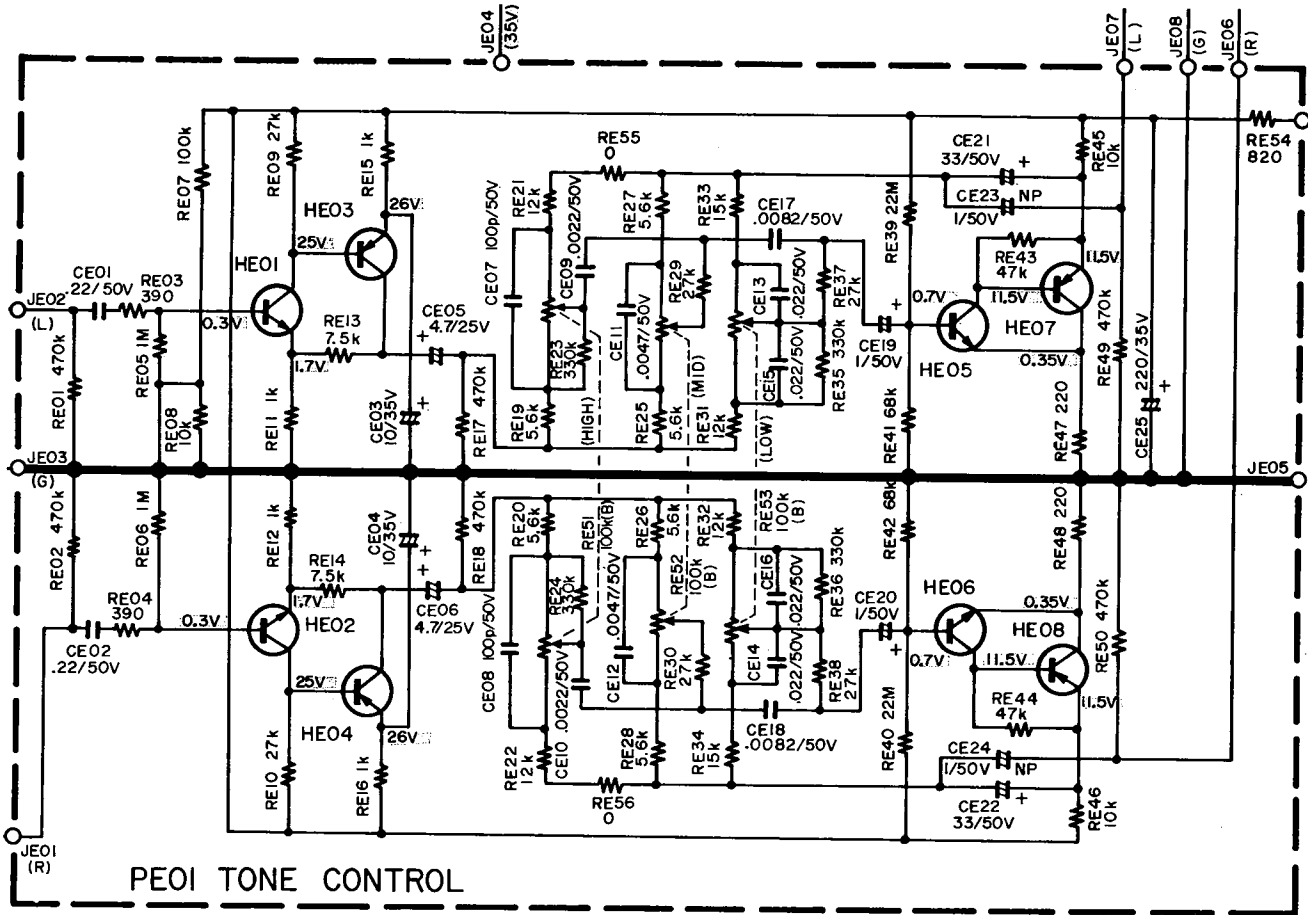 JE04
(35V)
JE07
(L)
JE08
(G)
JE06
(R)
RE07 100k
RE09 27k
RE15 1k
RE55
0
CE21
33/50V +
CE23 NP
1/50V
RE45
10k
RE54
820
HE03
26V
25V
RE21
12k
.0022/50V
CE09
RE27
5.6k
RE33
15k
CE17
.0082/50V
RE39 22M
RE43
47k
11.5V
HE01
CE01
.22/50V
RE03
390
CE07 100p/50V
RE29
27k
CE13
.022/50V
RE37
27k
0.7V
11.5V
HE07
JE02
(L)
0.3V
RE13
7.5k
CE05
+ 4.7/25V
RE23
330k
CE11
.0047/50V
CE19
1/50V
+
HE05
0.35V
RE49 470k
CE25 220/35V
+
1.7V
RE01 470k
RE05 1M
RE08
10k
RE11 1k
CE03
10/35V
+
RE17 470k
RE19
5.6k
(HIGH)
RE25
5.6k
(MID)
RE31
12k
CE15
.022/50V
(LOW)
RE35 330k
RE41 68k
RE47 220
JE03
(G)
JE05
RE02 470k
RE06 1M
RE12 1k
CE04
10/35V
+
RE18 470k
RE20
5.6k
RE51
100k(B)
RE26
5.6k
RE32
12k
RE53
100k
(B)
RE42 68k
RE48 220
RE14
7.5k
RE24
330k
.0047/50V
RE52
100k
(B)
CE16
.022/50V
RE36 330k
HE06
RE04
390
0.3V
1.7V
HE02
+
CE06
4.7/25V
CE20
1/50V
+
0.35V
HE08
RE50 470k
CE02
.22/50V
CE08 100p/50V
CE12
RE30
27k
CE14
.022/50V
RE38
27k
0.7V
11.5V
25V
HE04
26V
RE44
47k
11.5V
RE10 27k
RE16 1k
RE22
12k
CE10 .0022/50V
RE28
5.6k
RE34
15k
CE18
.0082/50V
RE40 22M
CE24
1/50V NP
RE56
0
CE22 +
33/50V
RE46
10k
JE01
(R)
PE01 TONE CONTROL